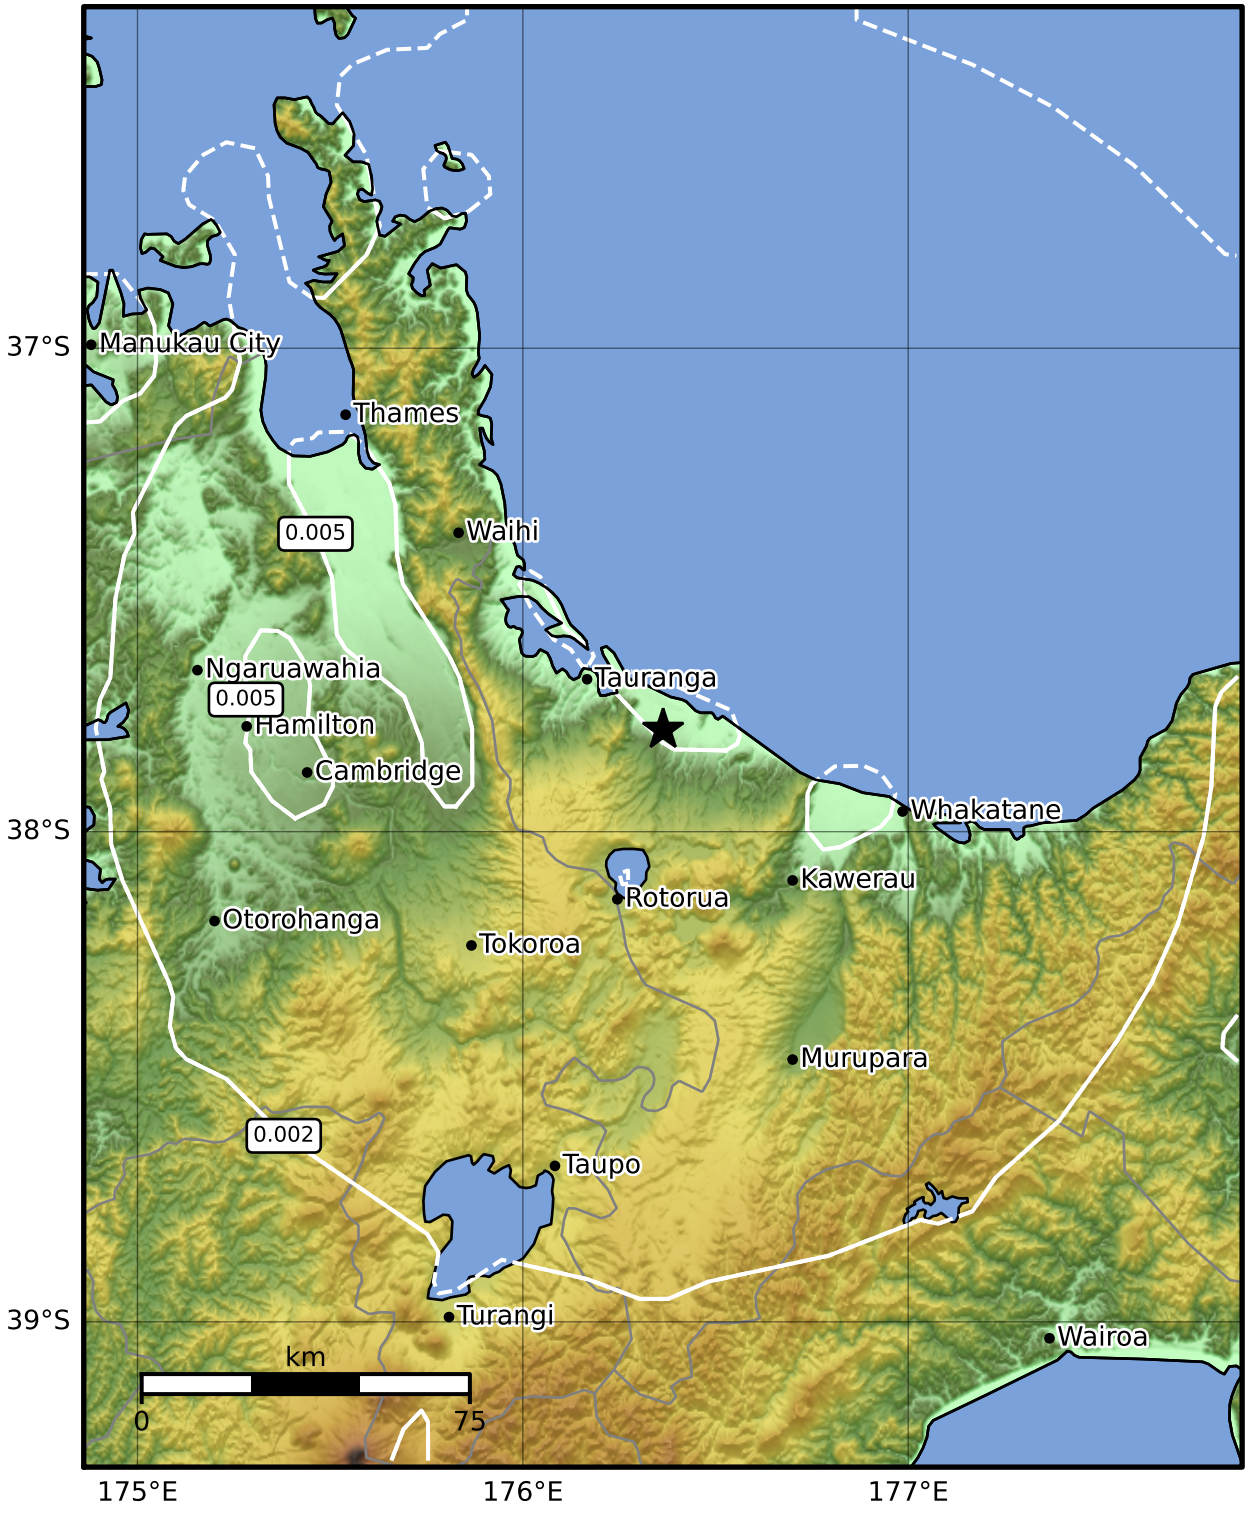 37°S
Manukau City
Thames
0.005
Waihi
Ngaruawahia
Tauranga
0.005
Hamilton
Cambridge
Whakatane
38°S
Kawerau
Rotorua
Otorohanga
Tokoroa
Murupara
0.002
Taupo
39°S
Turangi
Wairoa
km
0 75
175°E 176°E 177°E